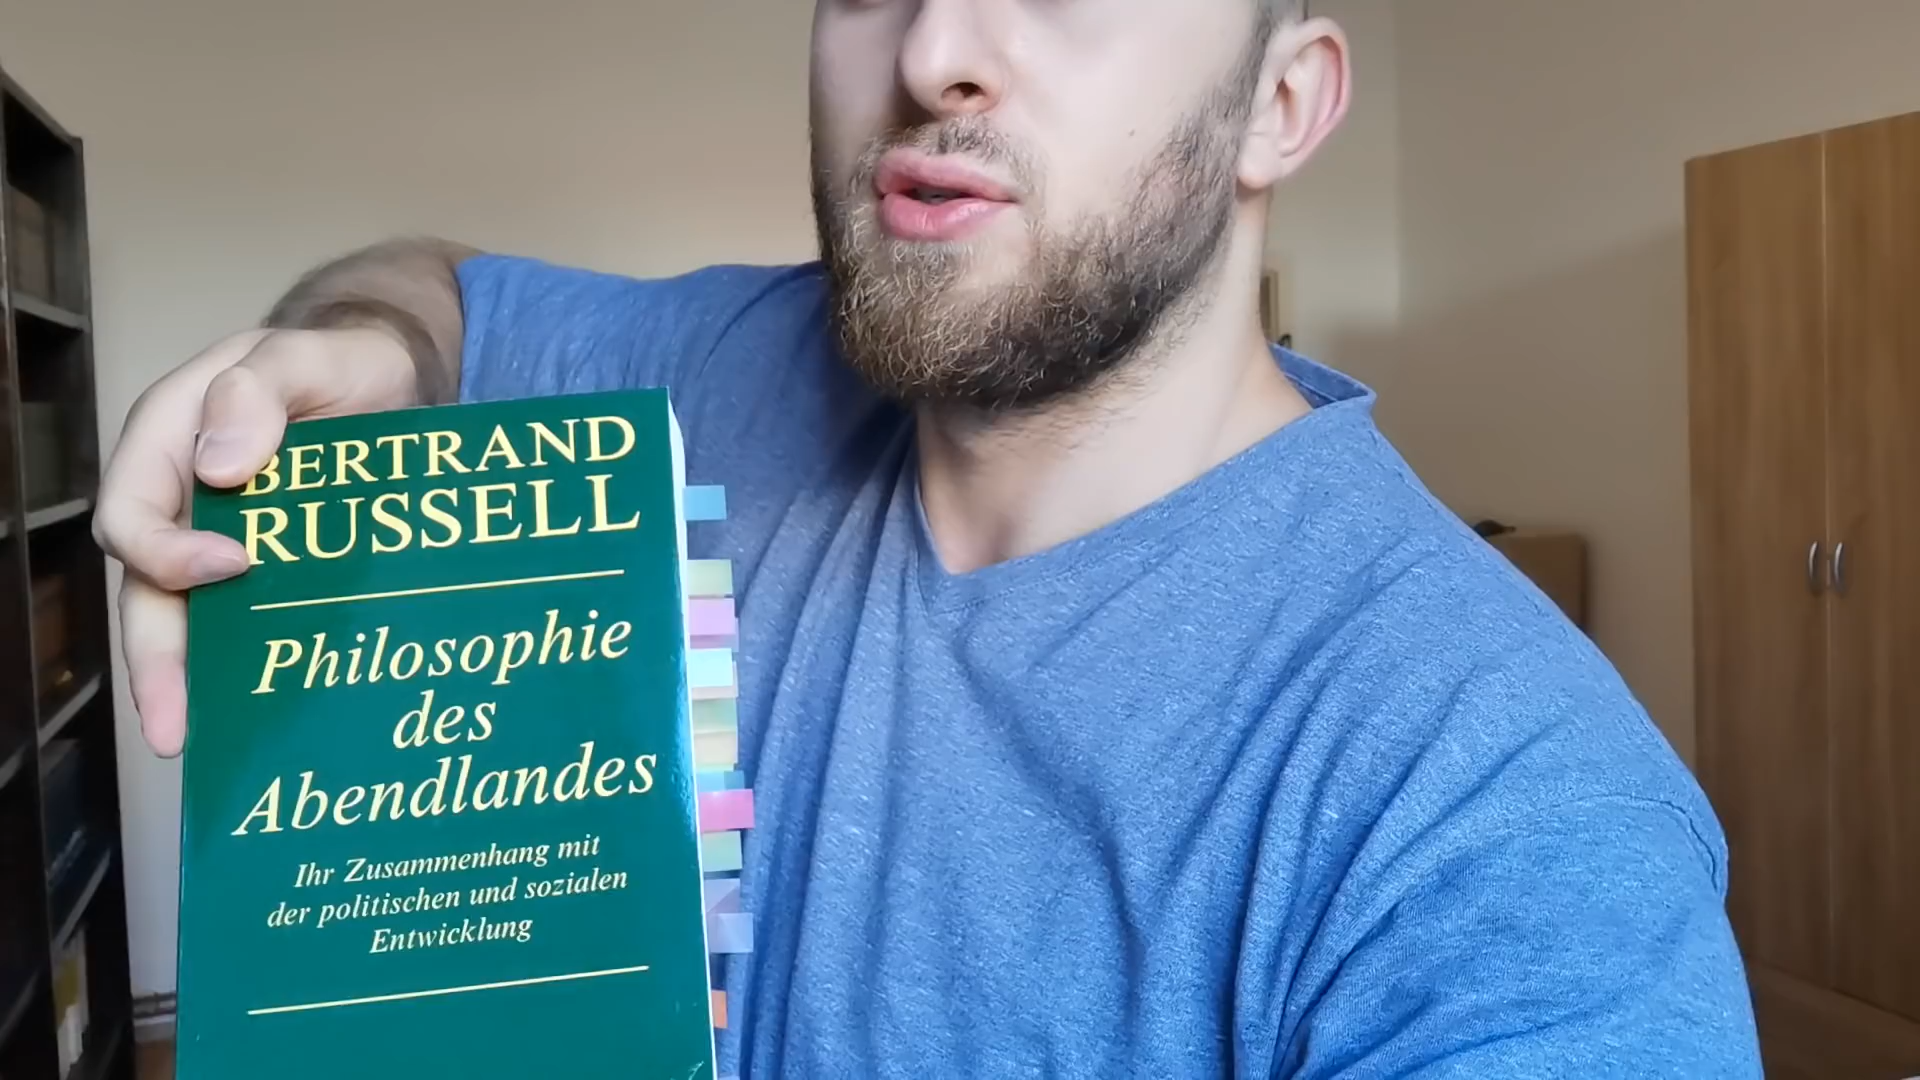 BERTRAND
RUSSELL
Philosophie
des
Abendlandes
Ihr Zusammenhang mit
der politischen und sozialen
Entwicklung